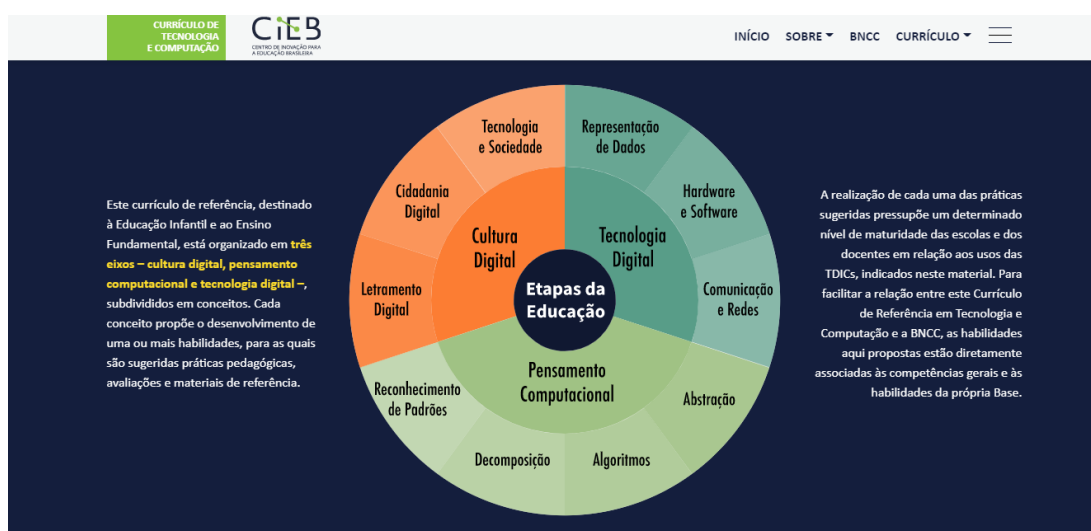 CURRÍCULO DE
TECNOLOGIA
E COMPUTAÇÃO
CIEB
CENTRO DE INOVAÇÃO PARA
A EDUCAÇÃO BRASILEIRA
INÍCIO SOBRE BNCC CURRÍCULO
Este currículo de referência, destinado
à Educação Infantil e ao Ensino
Fundamental, está organizado em três
eixos – cultura digital, pensamento
computacional e tecnologia digital –,
subdivididos em conceitos. Cada
conceito propõe o desenvolvimento de
uma ou mais habilidades, para as quais
são sugeridas práticas pedagógicas,
avaliações e materiais de referência.
Tecnologia
e Sociedade
Representação
de Dados
Cidadania
Digital
Hardware
e Software
Cultura
Digital
Tecnologia
Digital
Letramento
Digital
Etapas da
Educação
Comunicação
e Redes
Pensamento
Computacional
Reconhecimento
de Padrões
Abstração
Decomposição
Algoritmos
A realização de cada uma das práticas
sugeridas pressupõe um determinado
nível de maturidade das escolas e dos
docentes em relação aos usos das
TDICs, indicados neste material. Para
facilitar a relação entre este Currículo
de Referência em Tecnologia e
Computação e a BNCC, as habilidades
aqui propostas estão diretamente
associadas às competências gerais e às
habilidades da própria Base.